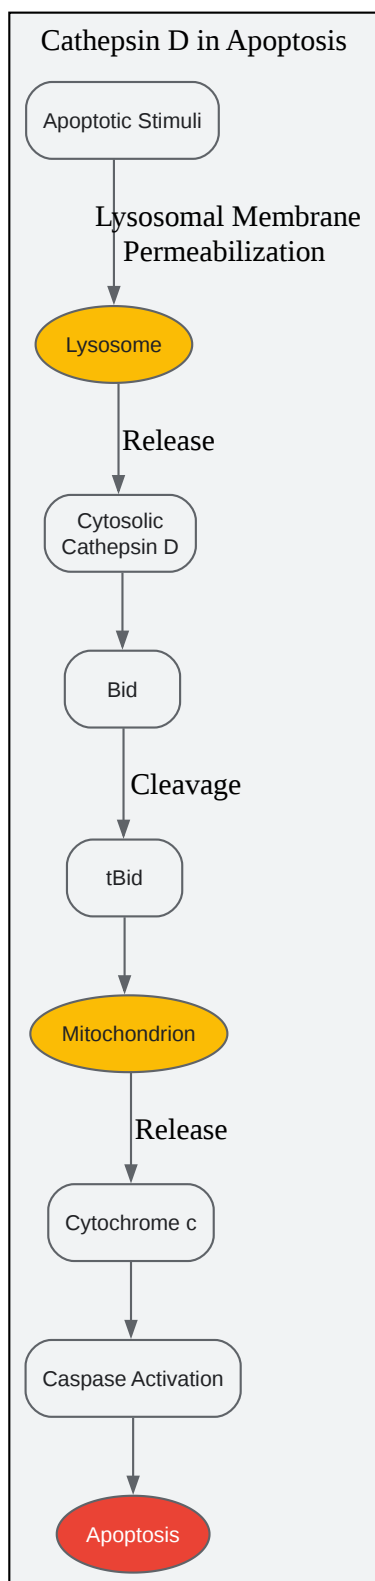 Cathepsin D in Apoptosis
Apoptotic Stimuli
Lysosomal Membrane
Permeabilization
Lysosome
Release
Cytosolic
Cathepsin D
Bid
Cleavage
tBid
Mitochondrion
Release
Cytochrome c
Caspase Activation
Apoptosis